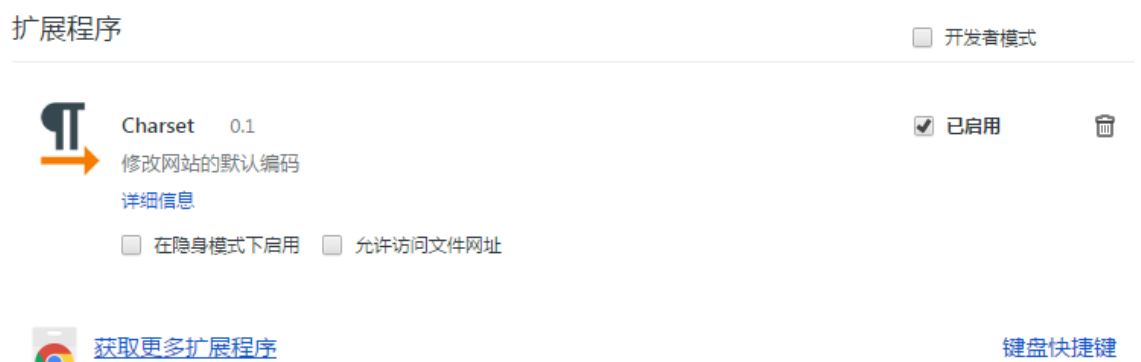 扩展程序
开发者模式
Charset 0.1
已启用
修改网站的默认编码
详细信息
在隐身模式下启用 允许访问文件网址
获取更多扩展程序
键盘快捷键